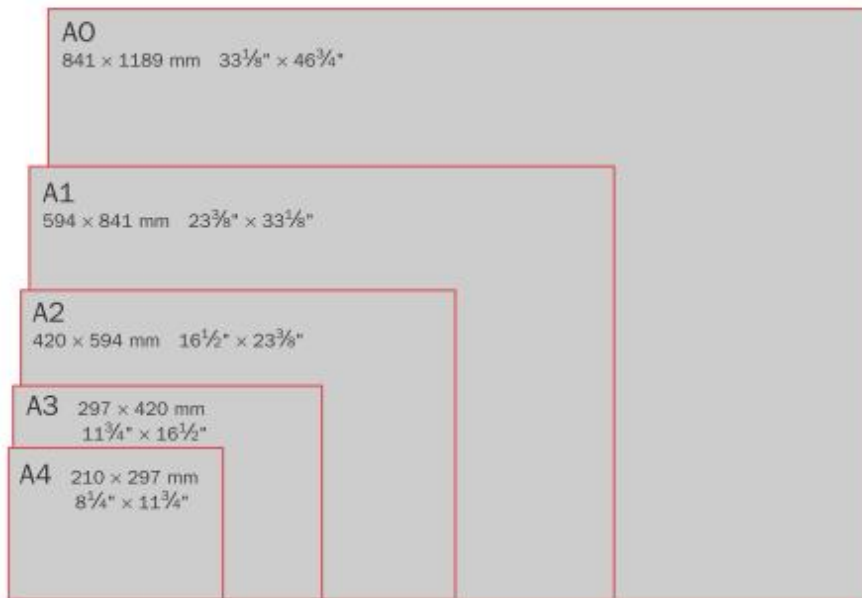 A0
841 × 1189 mm 33⅛" × 46¾"
A1
594 × 841 mm 23⅜" × 33⅛"
A2
420 × 594 mm 16½" × 23⅜"
A3 297 × 420 mm
11¾" × 16½"
A4 210 × 297 mm
8¼" × 11¾"